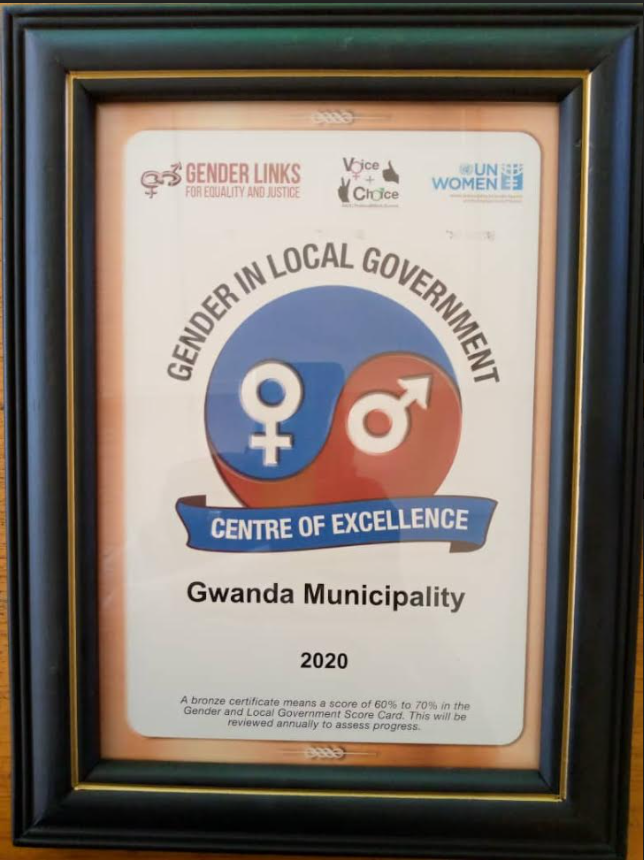 GENDER LINKS
FOR EQUALITY AND JUSTICE
Voice
+
Choice
UN
WOMEN
GENDER IN LOCAL GOVERNMENT
CENTRE OF EXCELLENCE
Gwanda Municipality
2020
A bronze certificate means a score of 60% to 70% in the
Gender and Local Government Score Card. This will be
reviewed annually to assess progress.